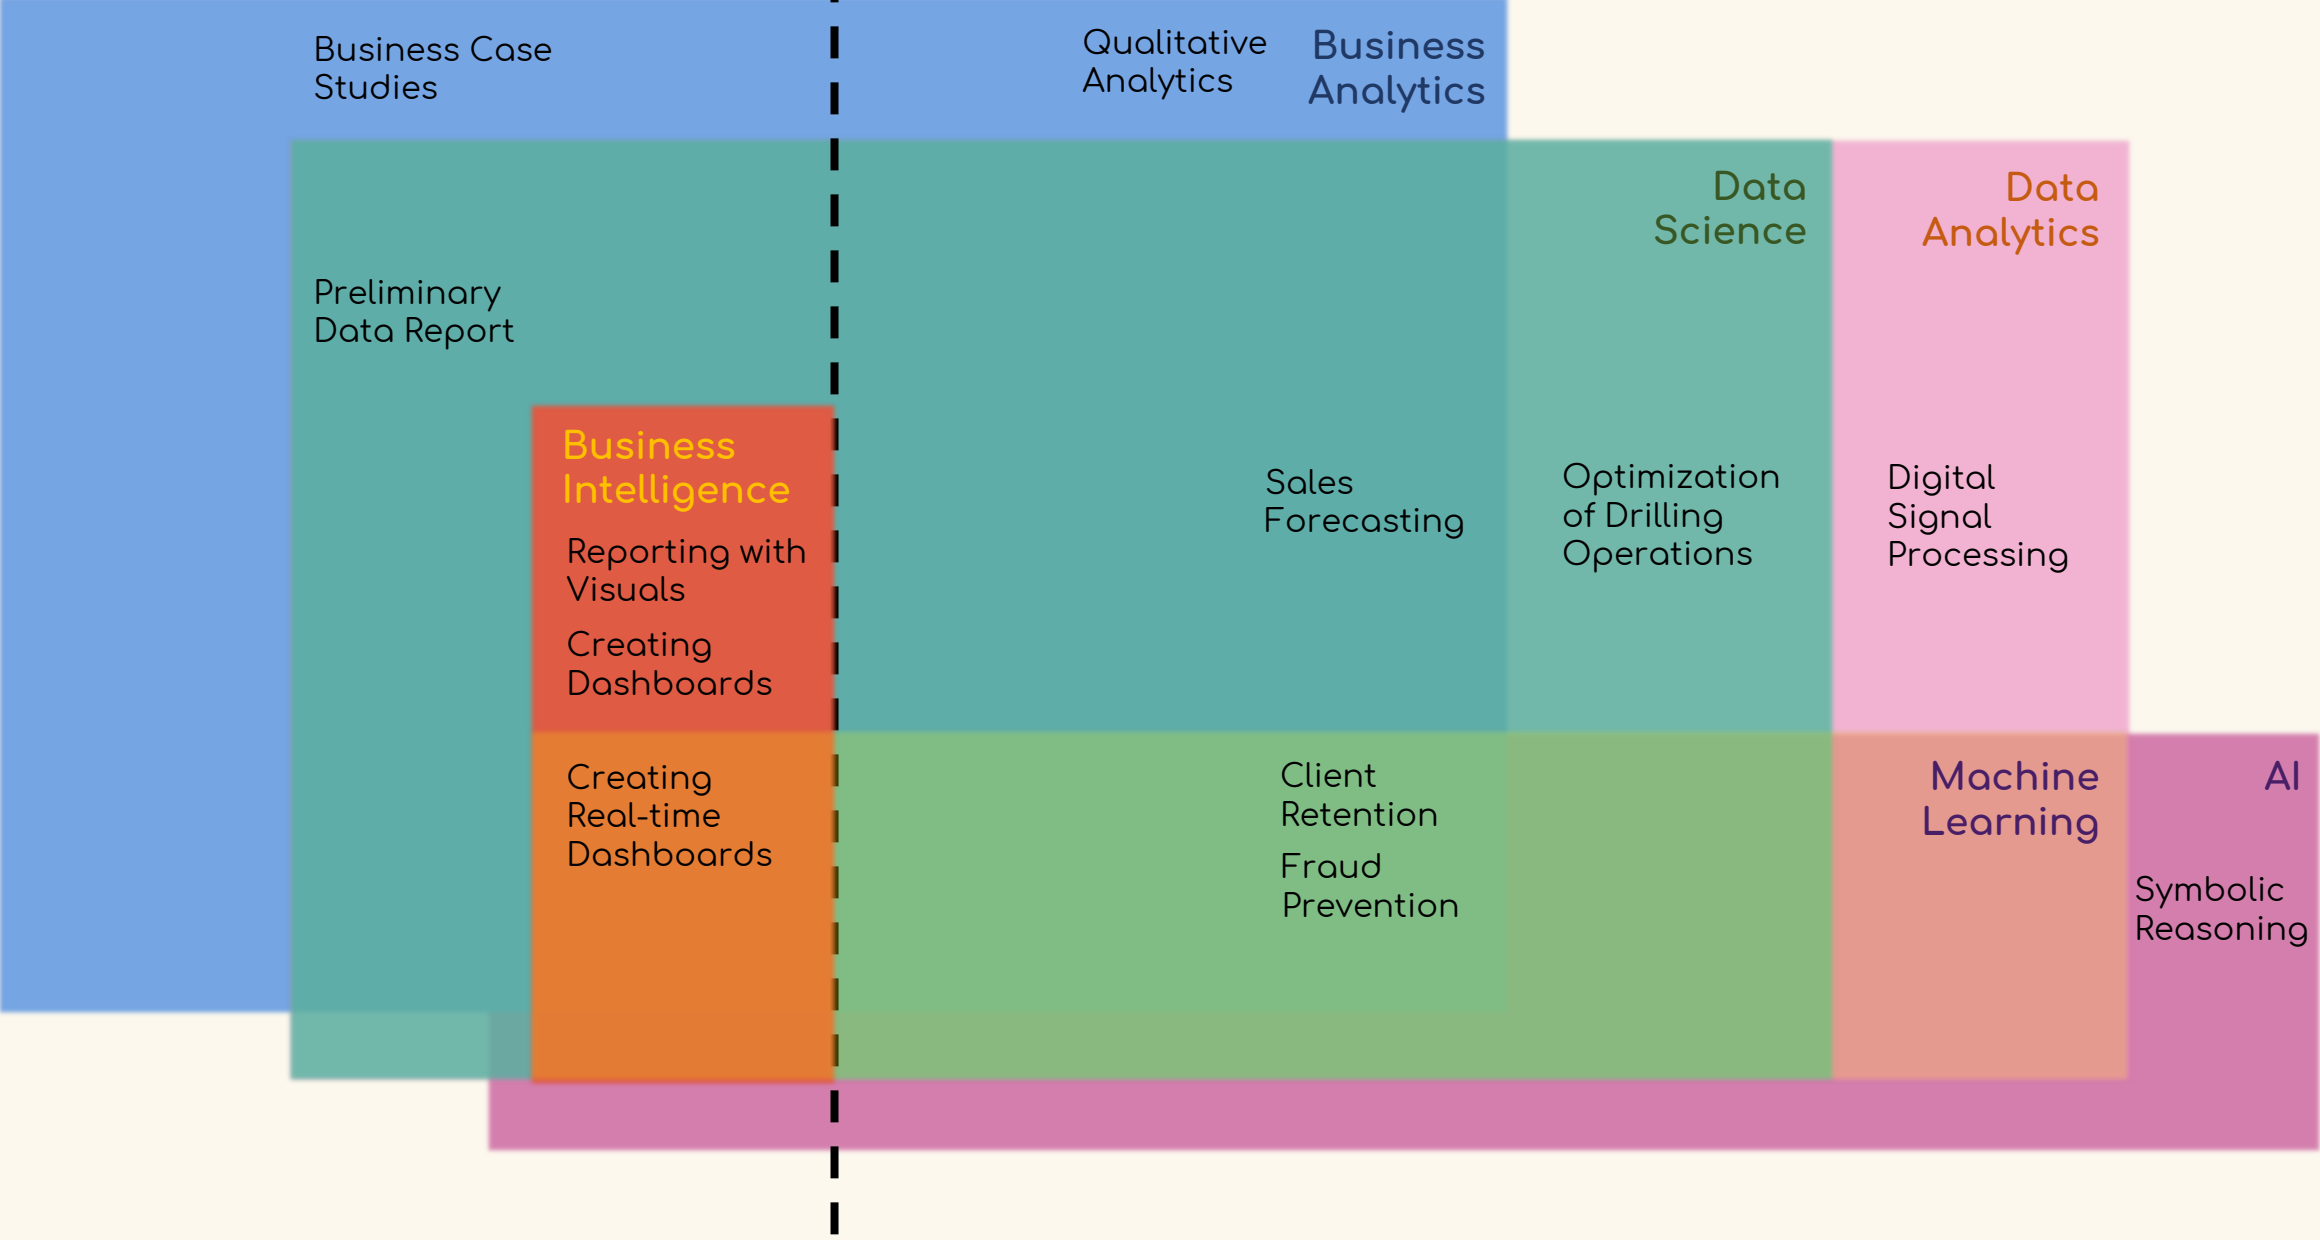 Business Case
Studies
Qualitative
Analytics
Business
Analytics
Data
Science
Data
Analytics
Preliminary
Data Report
Business
Intelligence
Reporting with
Visuals
Creating
Dashboards
Sales
Forecasting
Optimization
of Drilling
Operations
Digital
Signal
Processing
Creating
Real-time
Dashboards
Client
Retention
Fraud
Prevention
Machine
Learning
AI
Symbolic
Reasoning